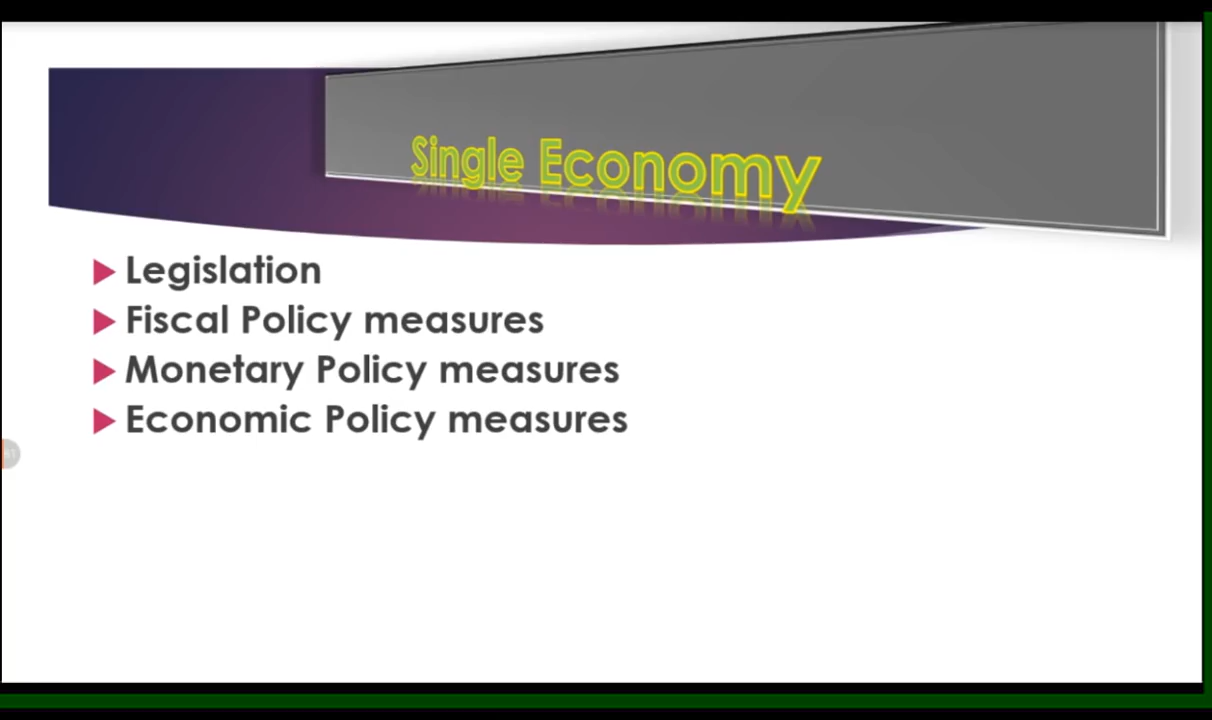 Single Economy
Legislation
Fiscal Policy measures
Monetary Policy measures
Economic Policy measures